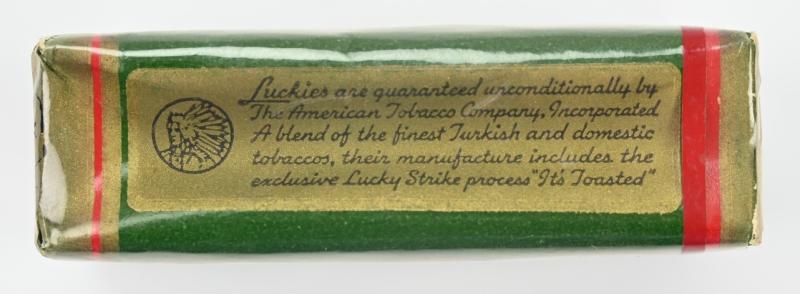 Luckies are guaranteed unconditionally by
The American Tobacco Company, Incorporated
A blend of the finest Turkish and domestic
tobaccos, their manufacture includes the
exclusive Lucky Strike process "It's Toasted"